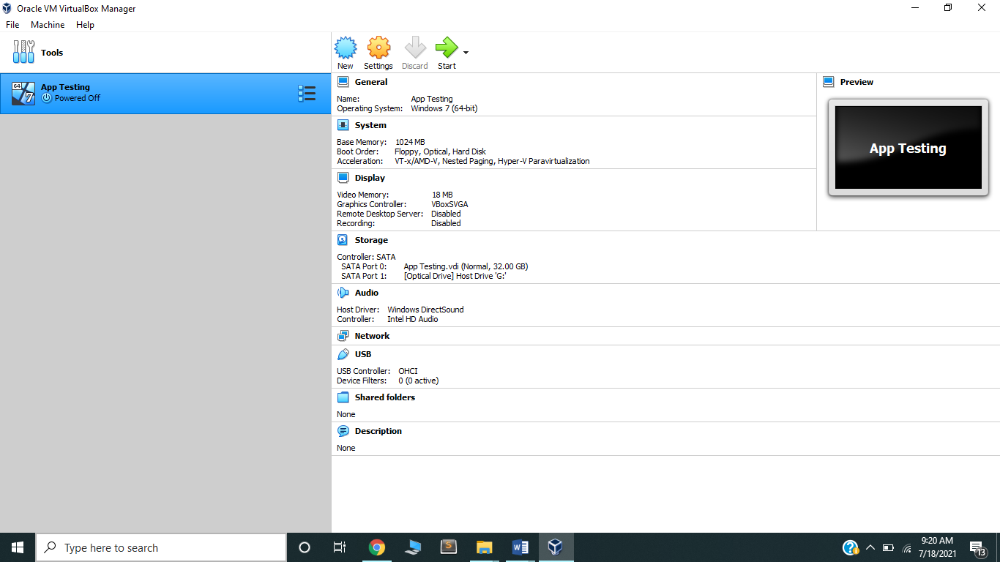 Oracle VM VirtualBox Manager
File Machine Help
Tools
New Settings Discard Start
64
7
App Testing
Powered Off
General
Name: App Testing
Operating System: Windows 7 (64-bit)
System
Base Memory: 1024 MB
Boot Order: Floppy, Optical, Hard Disk
Acceleration: VT-x/AMD-V, Nested Paging, Hyper-V Paravirtualization
Display
Video Memory: 18 MB
Graphics Controller: VBoxSVGA
Remote Desktop Server: Disabled
Recording: Disabled
Preview
App Testing
Storage
Controller: SATA
SATA Port 0: App Testing.vdi (Normal, 32.00 GB)
SATA Port 1: [Optical Drive] Host Drive 'G:'
Audio
Host Driver: Windows DirectSound
Controller: Intel HD Audio
Network
USB
USB Controller: OHCI
Device Filters: 0 (0 active)
Shared folders
None
Description
None
Type here to search
S
W
?
9:20 AM
7/18/2021
13